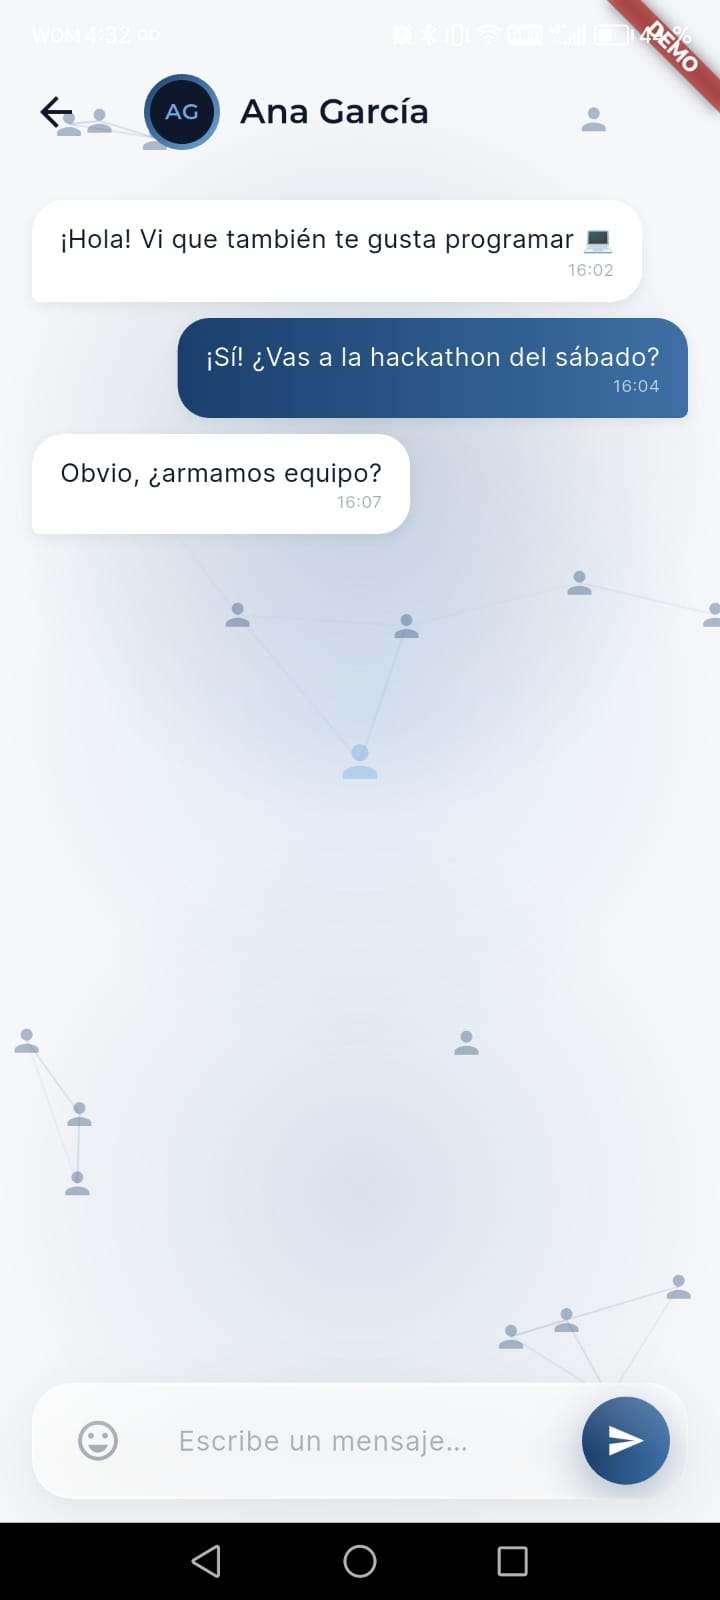 WOM 4:32
DEMO
AG
Ana García
¡Hola! Vi que también te gusta programar 💻
16:02
¡Sí! ¿Vas a la hackathon del sábado?
16:04
Obvio, ¿armamos equipo?
16:07
Escribe un mensaje...